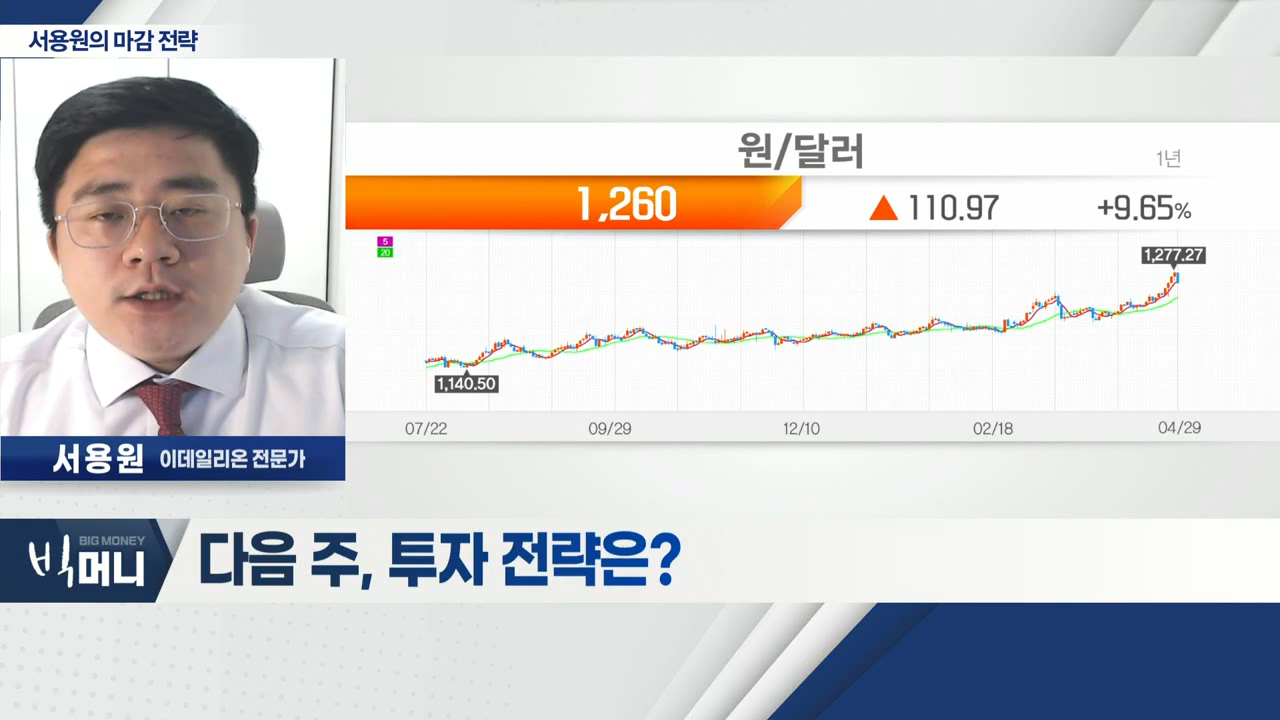 서용원의 마감 전략
원/달러
1년
1,260
▲ 110.97
+9.65%
5
20
1,277.27
1,140.50
07/22
09/29
12/10
02/18
04/29
서용원 이데일리온 전문가
BIG MONEY
빅머니
다음 주, 투자 전략은?